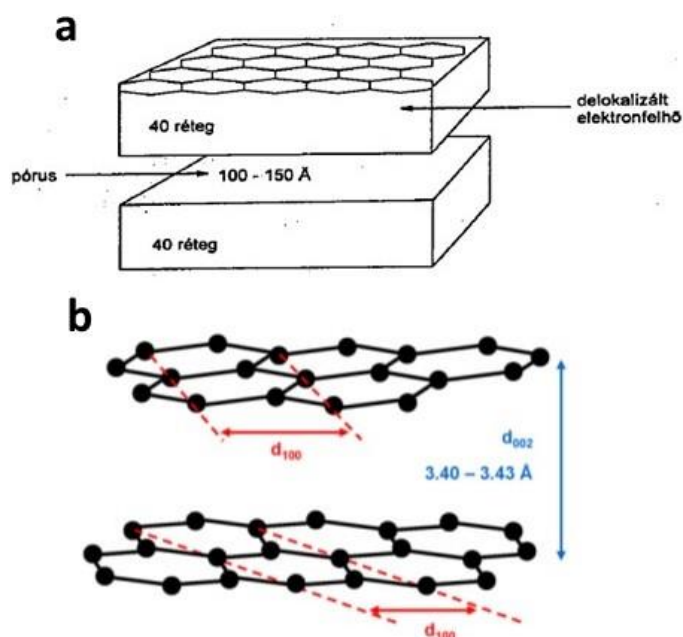 a
40 réteg
delokalizált
elektronfelhő
pórus
100 - 150 Å
40 réteg
b
d100
d002
3.40 – 3.43 Å
d100